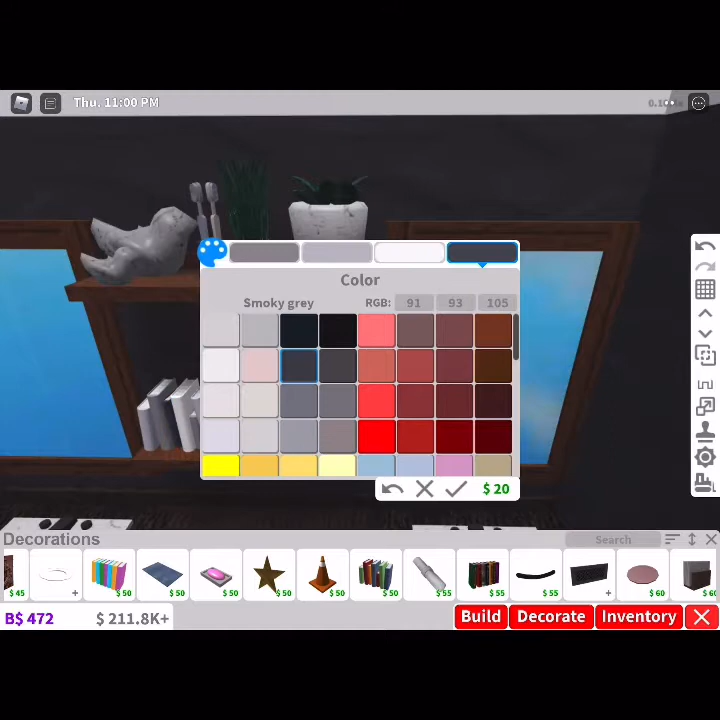 Thu. 11:00 PM
Color
Smoky grey RGB: 91 93 105
$ 20
Decorations Search
$ 45 + $ 50 $ 50 $ 50 $ 50 $ 50 $ 50 $ 55 $ 55 $ 55 + $ 60
B$ 472 $ 211.8K+ Build Decorate Inventory